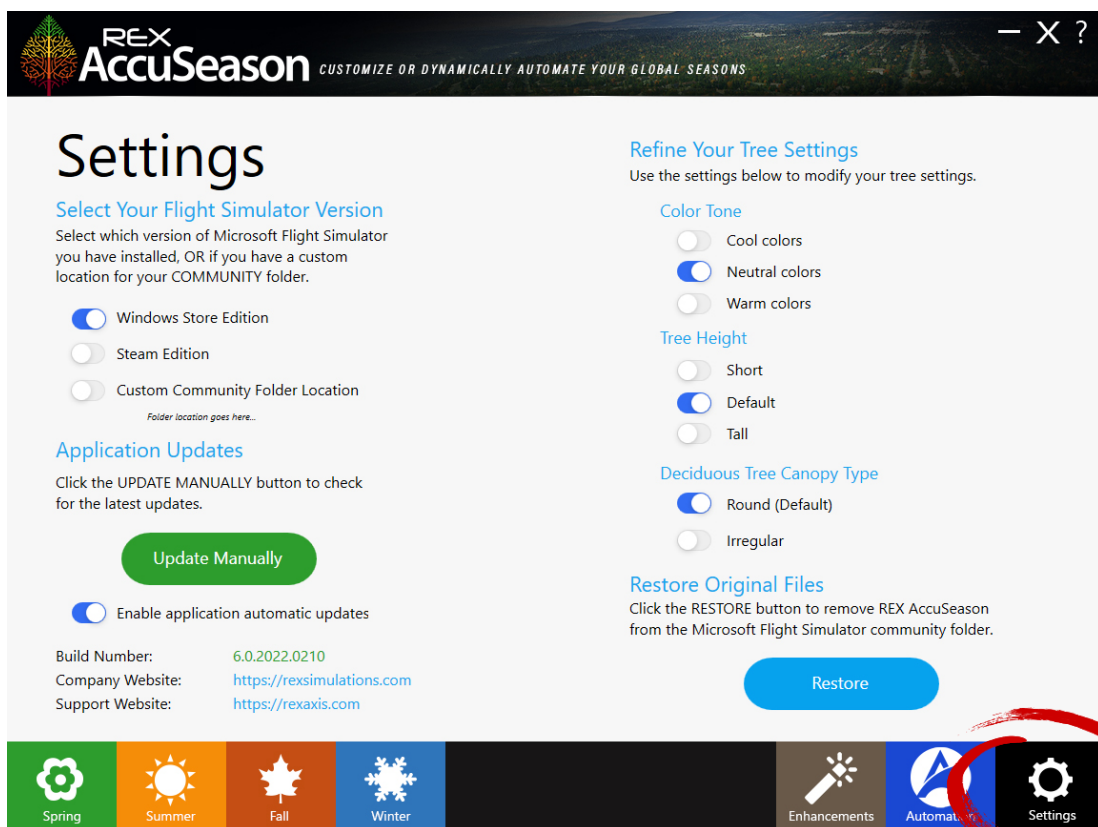 REX
AccuSeason CUSTOMIZE OR DYNAMICALLY AUTOMATE YOUR GLOBAL SEASONS
— X ?
Settings
Select Your Flight Simulator Version
Select which version of Microsoft Flight Simulator
you have installed, OR if you have a custom
location for your COMMUNITY folder.
Windows Store Edition
Steam Edition
Custom Community Folder Location
Folder location goes here...
Application Updates
Click the UPDATE MANUALLY button to check
for the latest updates.
Update Manually
Enable application automatic updates
Build Number: 6.0.2022.0210
Company Website: https://rexsimulations.com
Support Website: https://rexaxis.com
Refine Your Tree Settings
Use the settings below to modify your tree settings.
Color Tone
Cool colors
Neutral colors
Warm colors
Tree Height
Short
Default
Tall
Deciduous Tree Canopy Type
Round (Default)
Irregular
Restore Original Files
Click the RESTORE button to remove REX AccuSeason
from the Microsoft Flight Simulator community folder.
Restore
Spring
Summer
Fall
Winter
Enhancements
Automation
Settings